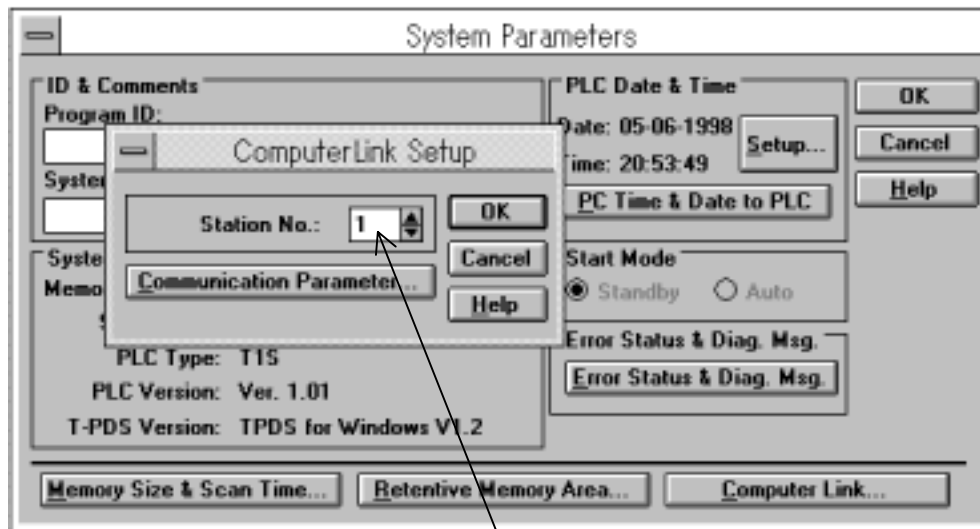 System Parameters
ID & Comments
Program ID:
System
PLC Date & Time
Date: 05-06-1998
Time: 20:53:49
Setup...
PC Time & Date to PLC
OK
Cancel
Help
ComputerLink Setup
Station No.: 1
Communication Parameter...
OK
Cancel
Help
Syste
Memo
PLC Type: T1S
PLC Version: Ver. 1.01
T-PDS Version: TPDS for Windows V1.2
Start Mode
Standby
Auto
Error Status & Diag. Msg.
Error Status & Diag. Msg.
Memory Size & Scan Time...
Retentive Memory Area...
Computer Link...